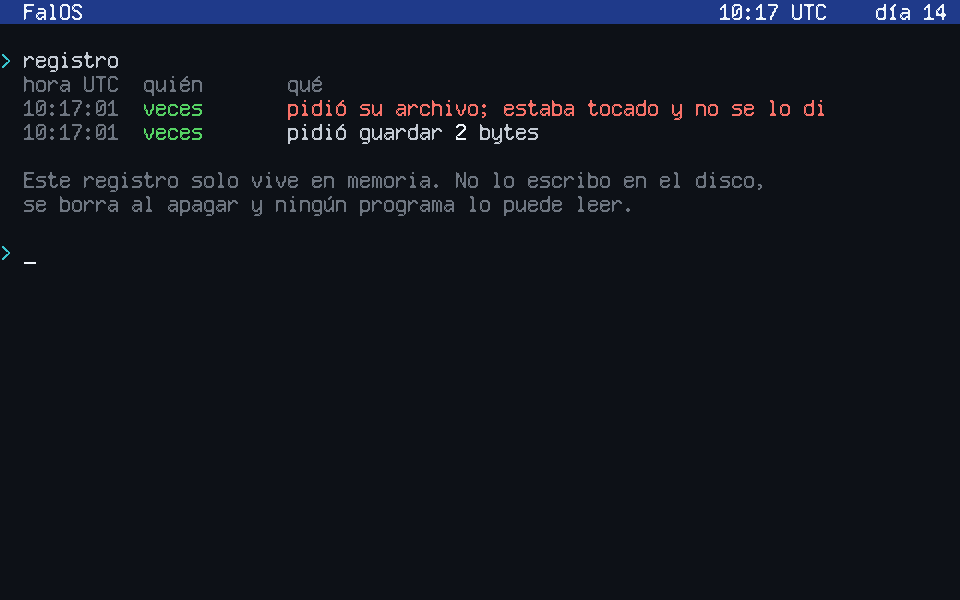 FalOS 10:17 UTC día 14
> registro
hora UTC quién qué
10:17:01 veces pidió su archivo; estaba tocado y no se lo di
10:17:01 veces pidió guardar 2 bytes
Este registro solo vive en memoria. No lo escribo en el disco,
se borra al apagar y ningún programa lo puede leer.
> _